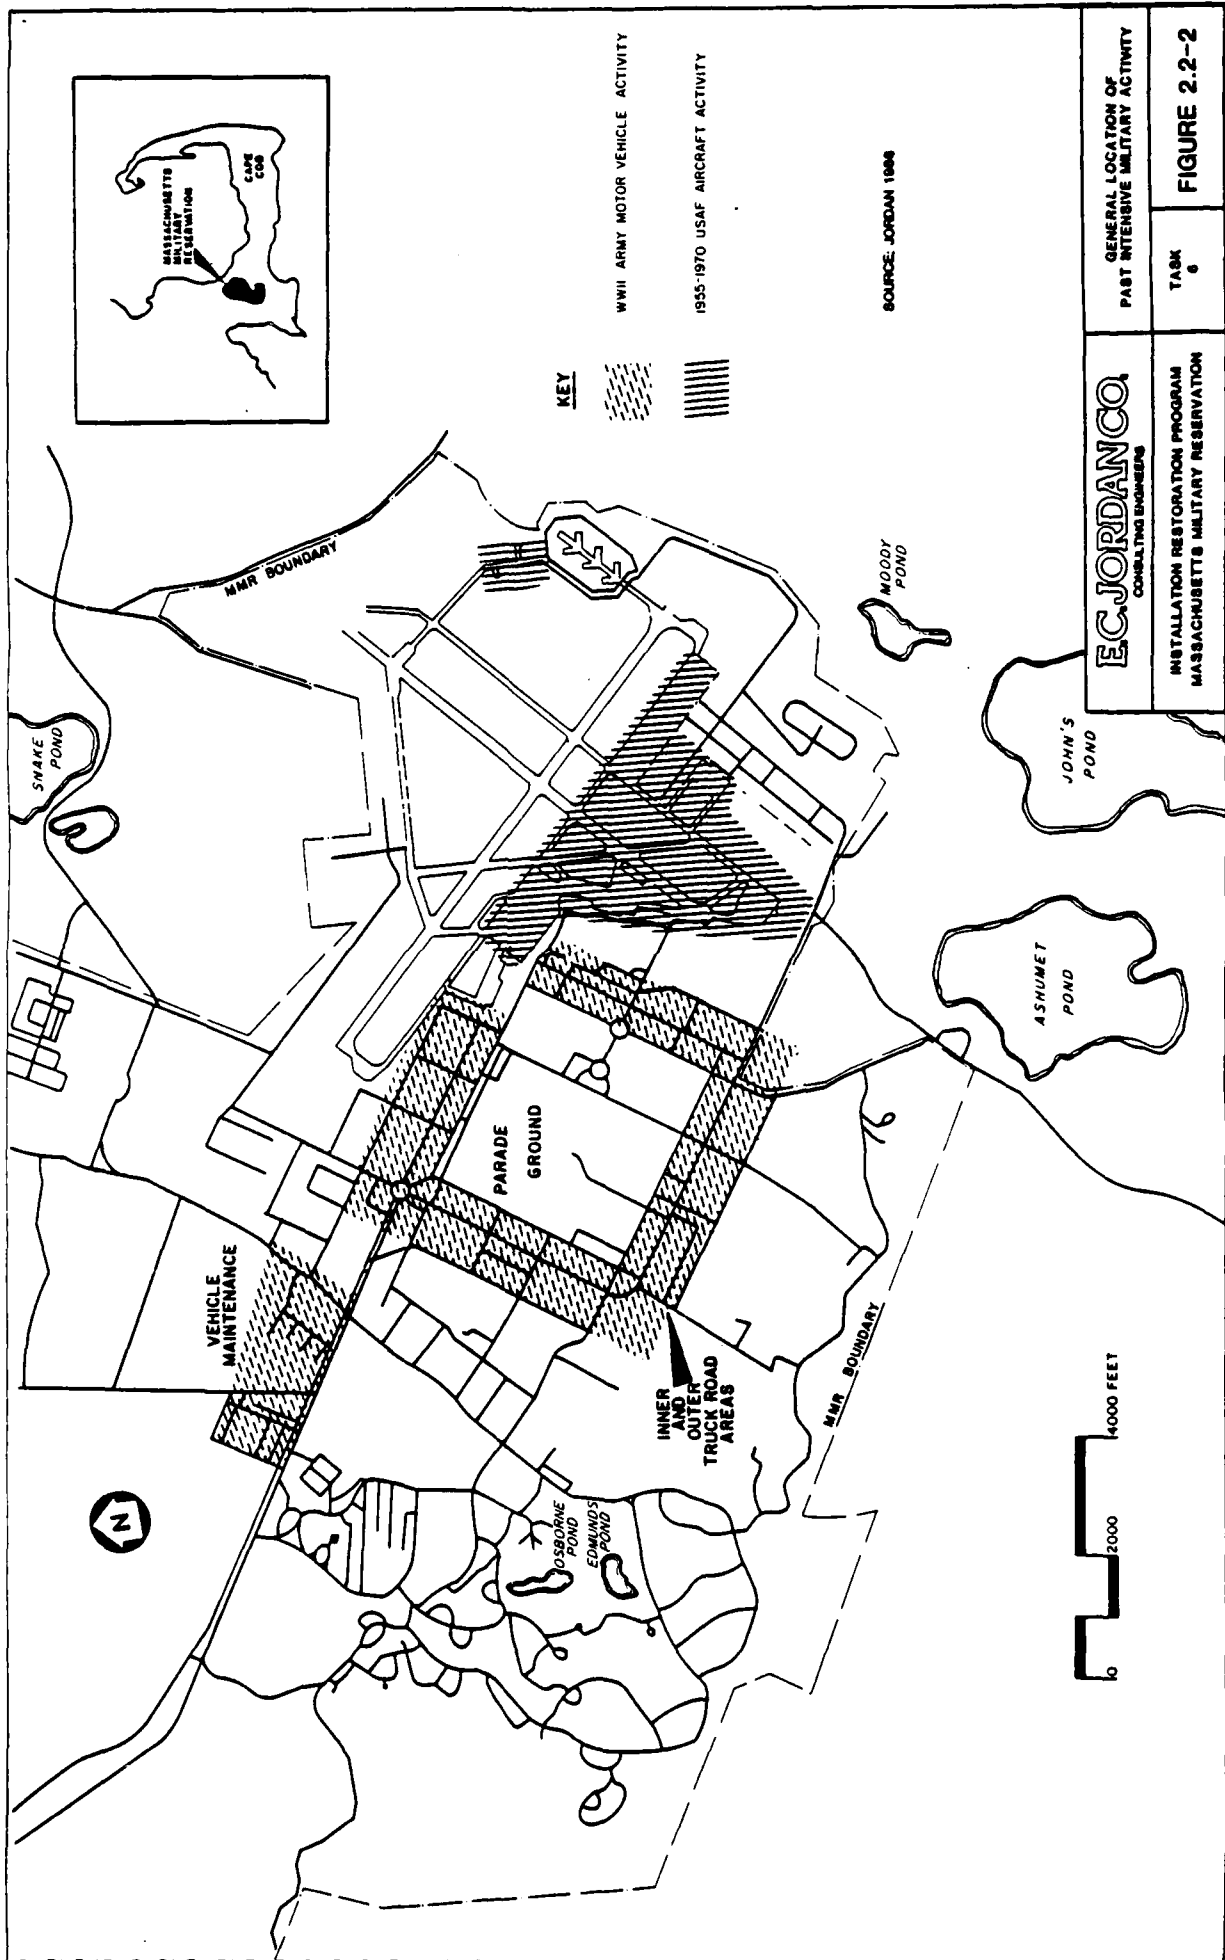 MASSACHUSETTS
MILITARY
RESERVATION
CAPE
COD
SNAKE
POND
MMR BOUNDARY
KEY
WWII ARMY MOTOR VEHICLE ACTIVITY
1955-1970 USAF AIRCRAFT ACTIVITY
SOURCE: JORDAN 1986
N
VEHICLE
MAINTENANCE
PARADE
GROUND
INNER
AND
OUTER
TRUCK ROAD
AREAS
OSBORNE
POND
EDMUNDS
POND
MMR BOUNDARY
MOODY
POND
JOHN'S
POND
ASHUMET
POND
0 2000 4000 FEET
E.C. JORDAN CO.
CONSULTING ENGINEERS
GENERAL LOCATION OF
PAST INTENSIVE MILITARY ACTIVITY
INSTALLATION RESTORATION PROGRAM
MASSACHUSETTS MILITARY RESERVATION
TASK
6
FIGURE 2.2-2